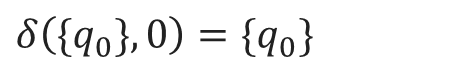 δ({q₀}, 0) = {q₀}